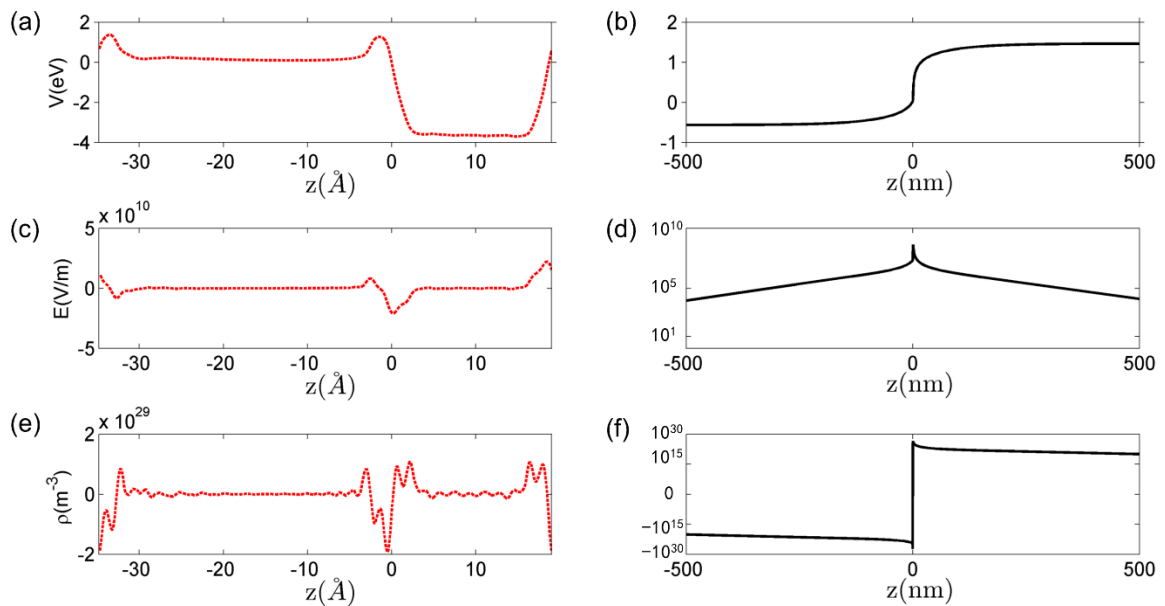 (a)
V(eV)
2
0
-2
-4
-30 -20 -10 0 10
z(Å)
(b)
2
1
0
-1
-500 0 500
z(nm)
(c)
x 10^10
E(V/m)
5
0
-5
-30 -20 -10 0 10
z(Å)
(d)
10^10
10^5
10^1
-500 0 500
z(nm)
(e)
x 10^29
ρ(m^-3)
2
0
-2
-30 -20 -10 0 10
z(Å)
(f)
10^30
10^15
0
−10^15
−10^30
-500 0 500
z(nm)